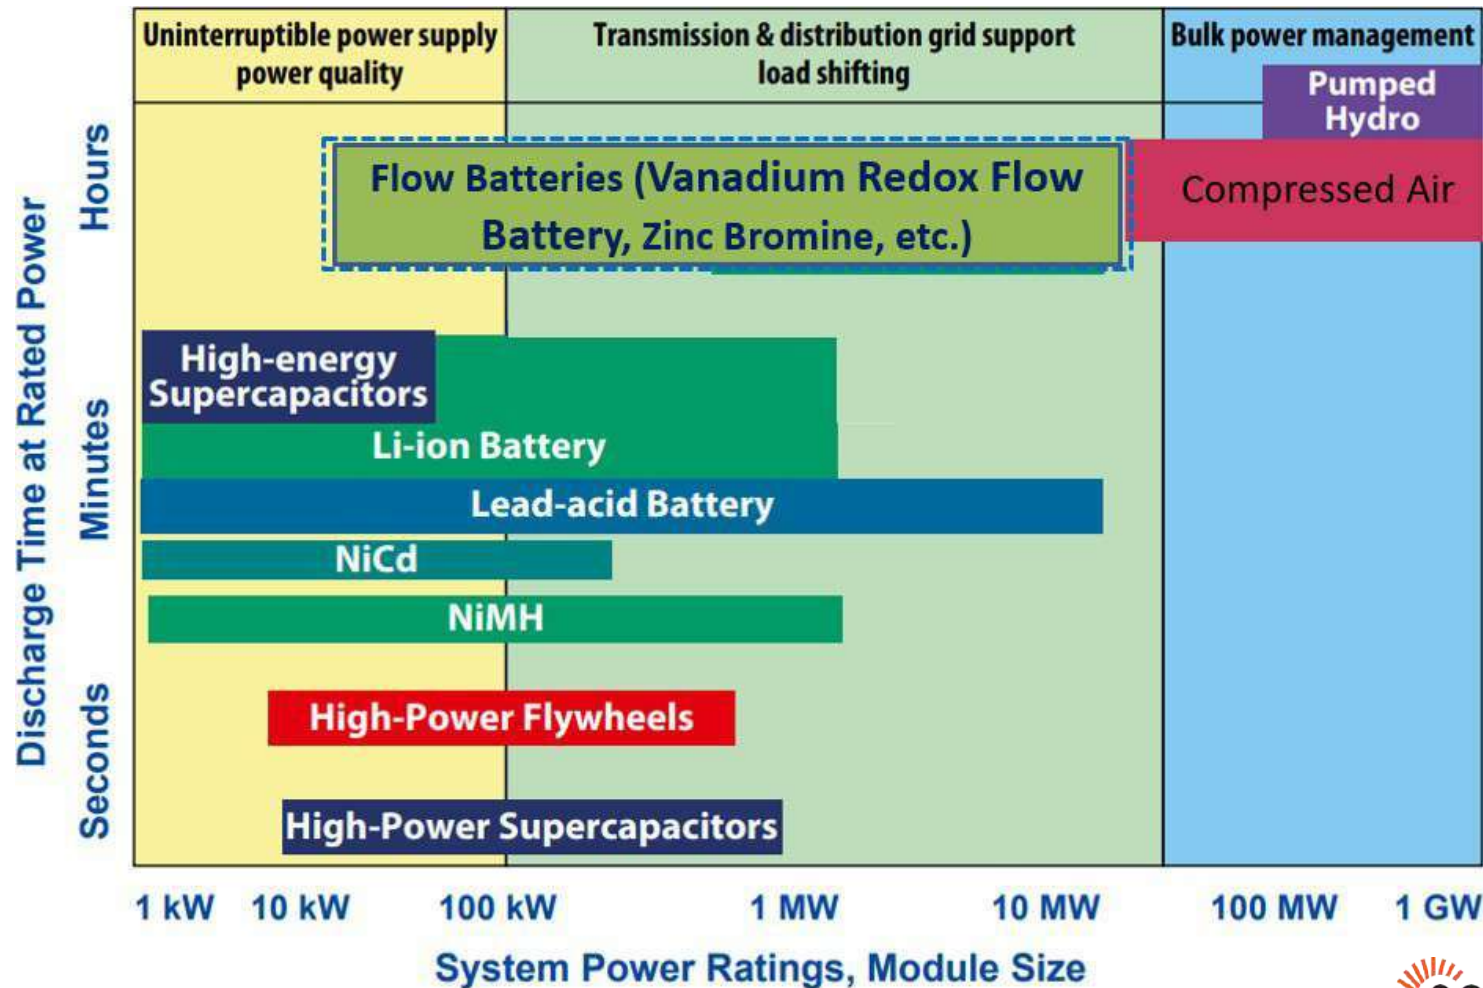 Uninterruptible power supply
power quality
Transmission & distribution grid support
load shifting
Bulk power management
Pumped
Hydro
Flow Batteries (Vanadium Redox Flow
Battery, Zinc Bromine, etc.)
Compressed Air
High-energy
Supercapacitors
Li-ion Battery
Lead-acid Battery
NiCd
NiMH
High-Power Flywheels
High-Power Supercapacitors
Discharge Time at Rated Power
Hours
Minutes
Seconds
1 kW 10 kW 100 kW 1 MW 10 MW 100 MW 1 GW
System Power Ratings, Module Size